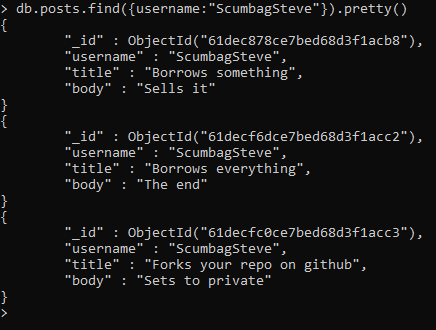 > db.posts.find({username:"ScumbagSteve"}).pretty()
{
        "_id" : ObjectId("61dec878ce7bed68d3f1acb8"),
        "username" : "ScumbagSteve",
        "title" : "Borrows something",
        "body" : "Sells it"
}
{
        "_id" : ObjectId("61decf6dce7bed68d3f1acc2"),
        "username" : "ScumbagSteve",
        "title" : "Borrows everything",
        "body" : "The end"
}
{
        "_id" : ObjectId("61decfc0ce7bed68d3f1acc3"),
        "username" : "ScumbagSteve",
        "title" : "Forks your repo on github",
        "body" : "Sets to private"
}
>